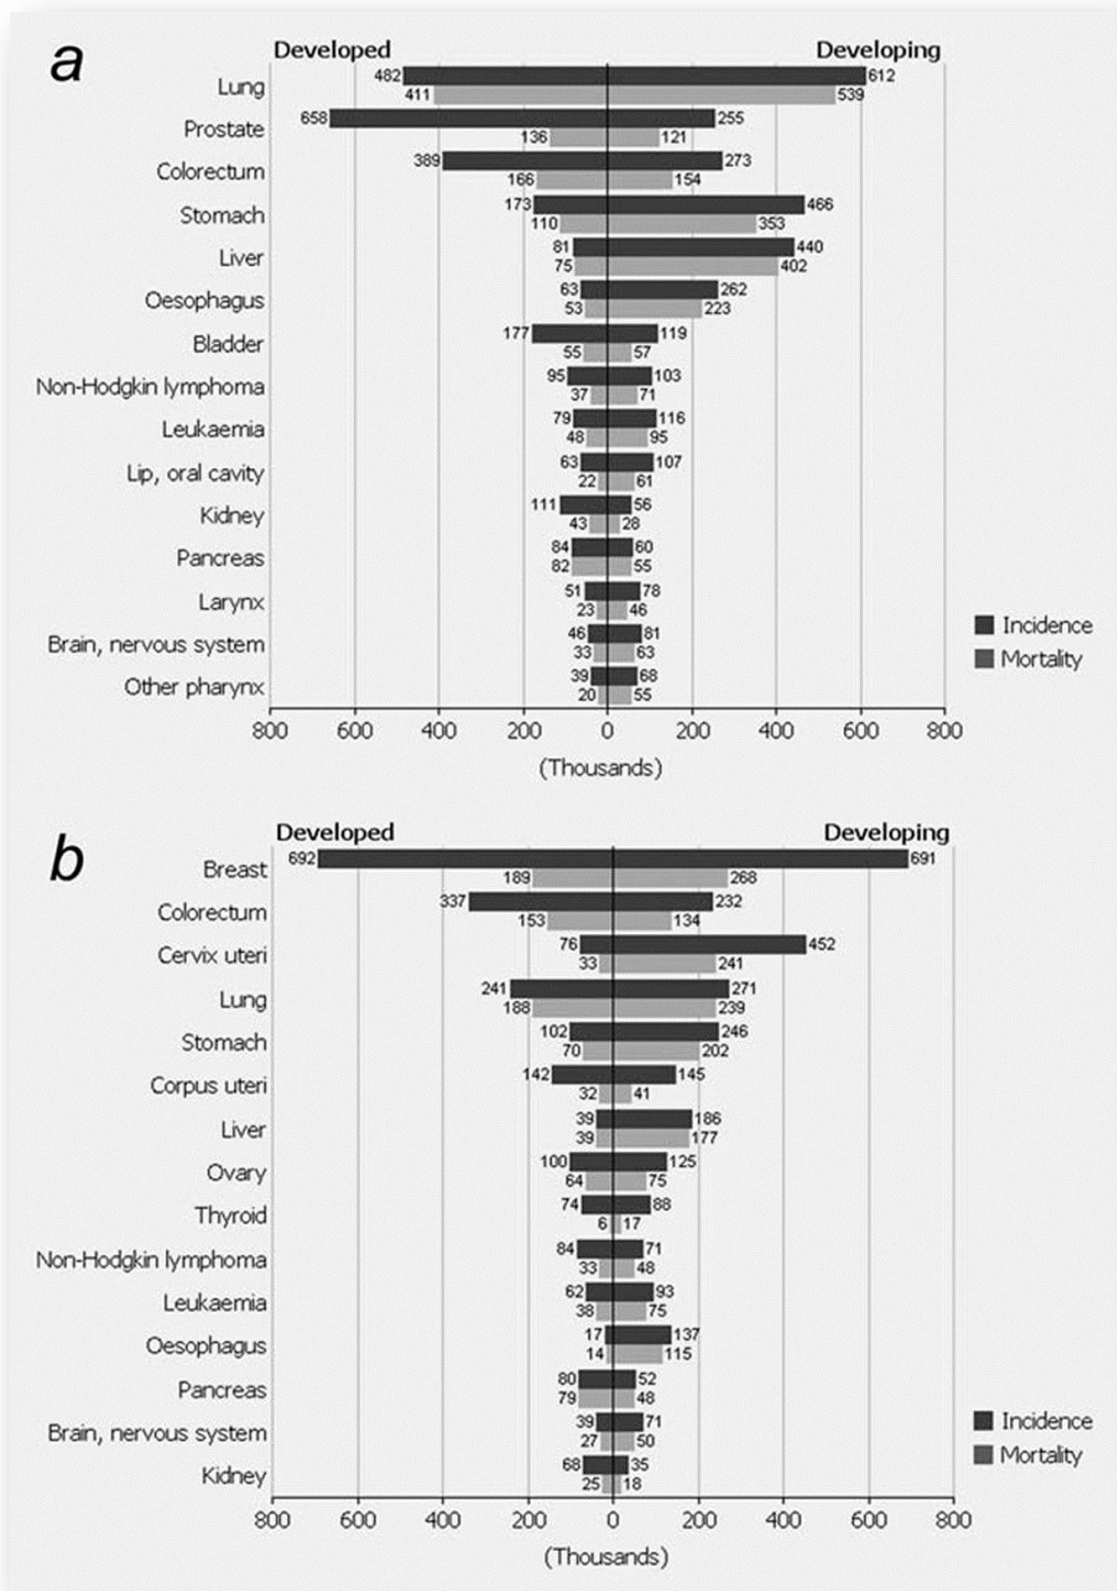 a
Developed Developing
Lung 482 612
411 539
Prostate 658 255
136 121
Colorectum 389 273
166 154
Stomach 173 466
110 353
Liver 81 440
75 402
Oesophagus 63 262
53 223
Bladder 177 119
55 57
Non-Hodgkin lymphoma 95 103
37 71
Leukaemia 79 116
48 95
Lip, oral cavity 63 107
22 61
Kidney 111 56
43 28
Pancreas 84 60
82 55
Larynx 51 78
23 46
Brain, nervous system 46 81
33 63
Other pharynx 39 68
20 55
Incidence
Mortality
800 600 400 200 0 200 400 600 800
(Thousands)
b
Developed Developing
Breast 692 691
189 268
Colorectum 337 232
153 134
Cervix uteri 76 452
33 241
Lung 241 271
188 239
Stomach 102 246
70 202
Corpus uteri 142 145
32 41
Liver 39 186
39 177
Ovary 100 125
64 75
Thyroid 74 88
6 17
Non-Hodgkin lymphoma 84 71
33 48
Leukaemia 62 93
38 75
Oesophagus 17 137
14 115
Pancreas 80 52
79 48
Brain, nervous system 39 71
27 50
Kidney 68 35
25 18
Incidence
Mortality
800 600 400 200 0 200 400 600 800
(Thousands)